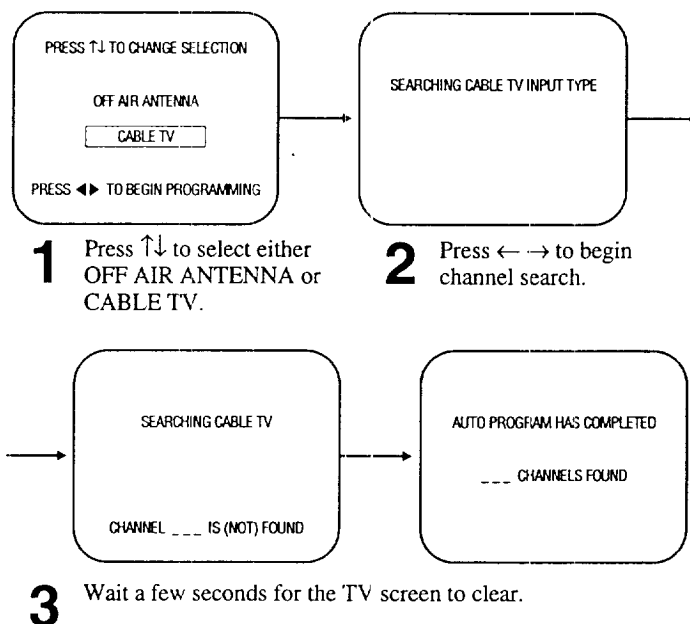 PRESS ↑↓ TO CHANGE SELECTION
OFF AIR ANTENNA
CABLE TV
PRESS ◀▶ TO BEGIN PROGRAMMING
SEARCHING CABLE TV INPUT TYPE
1 Press ↑↓ to select either
OFF AIR ANTENNA or
CABLE TV.
2 Press ← → to begin
channel search.
SEARCHING CABLE TV
CHANNEL _ _ _ IS (NOT) FOUND
AUTO PROGRAM HAS COMPLETED
_ _ _ CHANNELS FOUND
3 Wait a few seconds for the TV screen to clear.